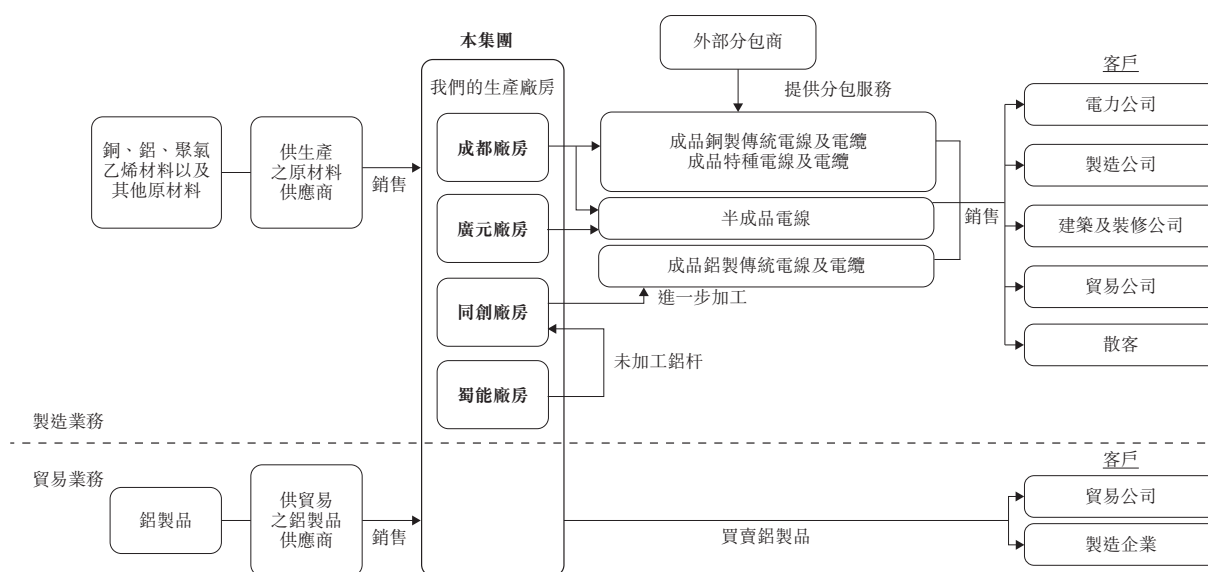 本集團
外部分包商
客戶
我們的生產廠房
提供分包服務
電力公司
銅、鋁、聚氯
乙烯材料以及
其他原材料
供生產
之原材料
供應商
銷售
成都廠房
成品銅製傳統電線及電纜
成品特種電線及電纜
製造公司
廣元廠房
半成品電線
銷售
建築及裝修公司
成品鋁製傳統電線及電纜
貿易公司
同創廠房
進一步加工
散客
未加工鋁杆
蜀能廠房
製造業務
貿易業務
客戶
鋁製品
供貿易
之鋁製品
供應商
銷售
買賣鋁製品
貿易公司
製造企業